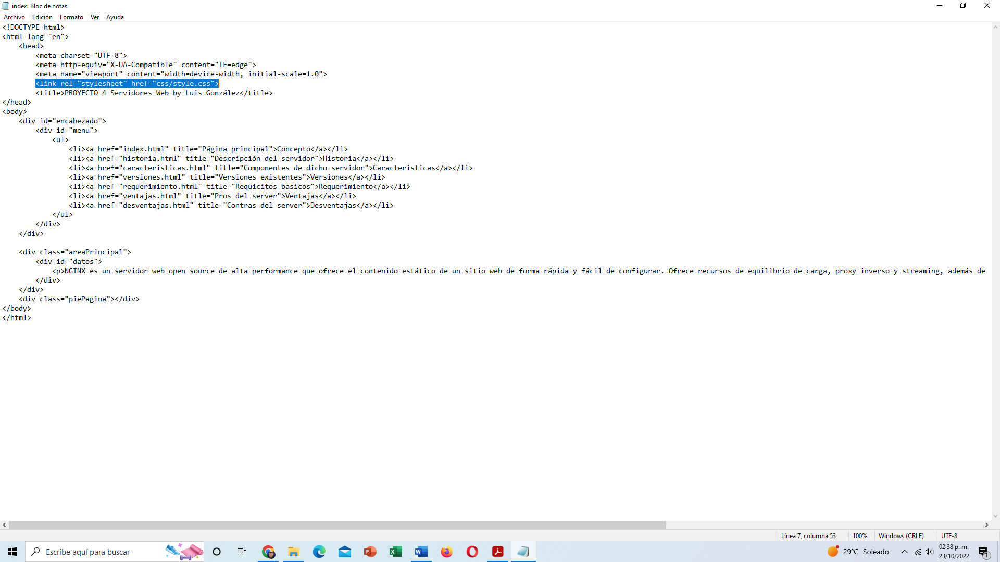 index: Bloc de notas
Archivo Edición Formato Ver Ayuda
<!DOCTYPE html>
<html lang="en">
    <head>
        <meta charset="UTF-8">
        <meta http-equiv="X-UA-Compatible" content="IE=edge">
        <meta name="viewport" content="width=device-width, initial-scale=1.0">
        <link rel="stylesheet" href="css/style.css">
        <title>PROYECTO 4 Servidores Web by Luis González</title>
</head>
<body>
    <div id="encabezado">
        <div id="menu">
            <ul>
                <li><a href="index.html" title="Página principal">Concepto</a></li>
                <li><a href="historia.html" title="Descripción del servidor">Historia</a></li>
                <li><a href="características.html" title="Componentes de dicho servidor">Caracteristicas</a></li>
                <li><a href="versiones.html" title="Versiones existentes">Versiones</a></li>
                <li><a href="requerimiento.html" title="Requicitos basicos">Requerimiento</a></li>
                <li><a href="ventajas.html" title="Pros del server">Ventajas</a></li>
                <li><a href="desventajas.html" title="Contras del server">Desventajas</a></li>
            </ul>
        </div>
    </div>

    <div class="areaPrincipal">
        <div id="datos">
            <p>NGINX es un servidor web open source de alta performance que ofrece el contenido estático de un sitio web de forma rápida y fácil de configurar. Ofrece recursos de equilibrio de carga, proxy inverso y streaming, además de
        </div>
    </div>
    <div class="piePagina"></div>
</body>
</html>
Línea 7, columna 53 100% Windows (CRLF) UTF-8
Escribe aquí para buscar
29°C Soleado
02:38 p. m.
23/10/2022
1